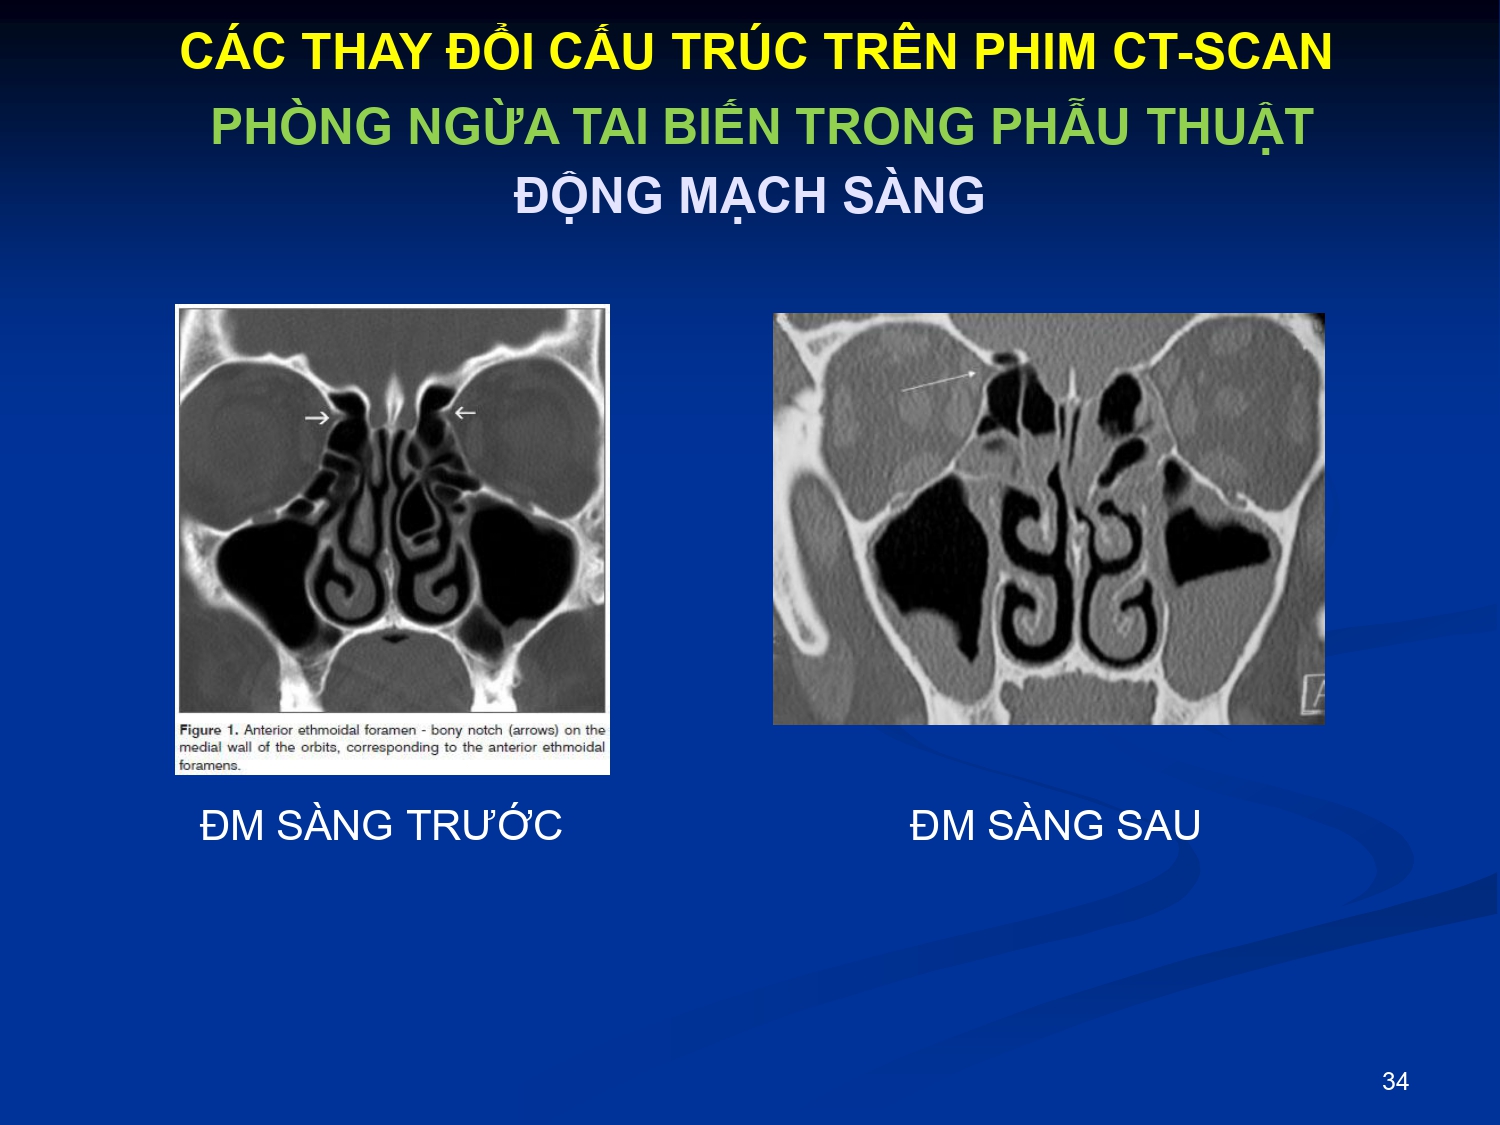 CÁC THAY ĐỔI CẤU TRÚC TRÊN PHIM CT-SCAN
PHÒNG NGỪA TAI BIẾN TRONG PHẪU THUẬT
ĐỘNG MẠCH SÀNG
Figure 1. Anterior ethmoidal foramen - bony notch (arrows) on the
medial wall of the orbits, corresponding to the anterior ethmoidal
foramens.
A
ĐM SÀNG TRƯỚC
ĐM SÀNG SAU
34